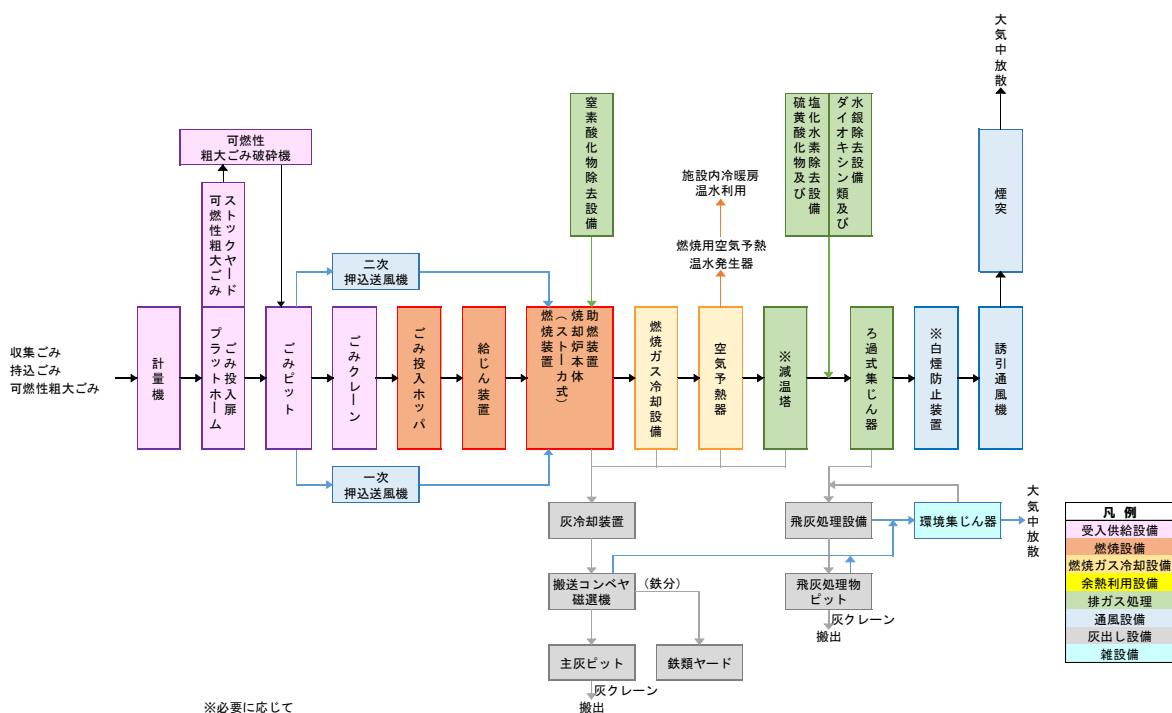 大気中放散
煙突
窒素酸化物除去設備
硫黄酸化物及び
塩化水素除去設備
ダイオキシン類及び
水銀除去設備
可燃性
粗大ごみ破砕機
可燃性粗大ごみ
ストックヤード
施設内冷暖房
温水利用
燃焼用空気予熱
温水発生器
二次
押込送風機
収集ごみ
持込ごみ
可燃性粗大ごみ
計量機
プラットホーム
ごみ投入扉
ごみピット
ごみクレーン
ごみ投入ホッパ
給じん装置
燃焼装置
(ストーカ式)
焼却炉本体
助燃装置
燃焼ガス冷却設備
空気予熱器
※減温塔
ろ過式集じん器
※白煙防止装置
誘引通風機
一次
押込送風機
灰冷却装置
飛灰処理設備
環境集じん器
大気中放散
搬送コンベヤ
磁選機
(鉄分)
飛灰処理物
ピット
灰クレーン
搬出
主灰ピット
鉄類ヤード
灰クレーン
搬出
※必要に応じて
凡 例
受入供給設備
燃焼設備
燃焼ガス冷却設備
余熱利用設備
排ガス処理
通風設備
灰出し設備
雑設備